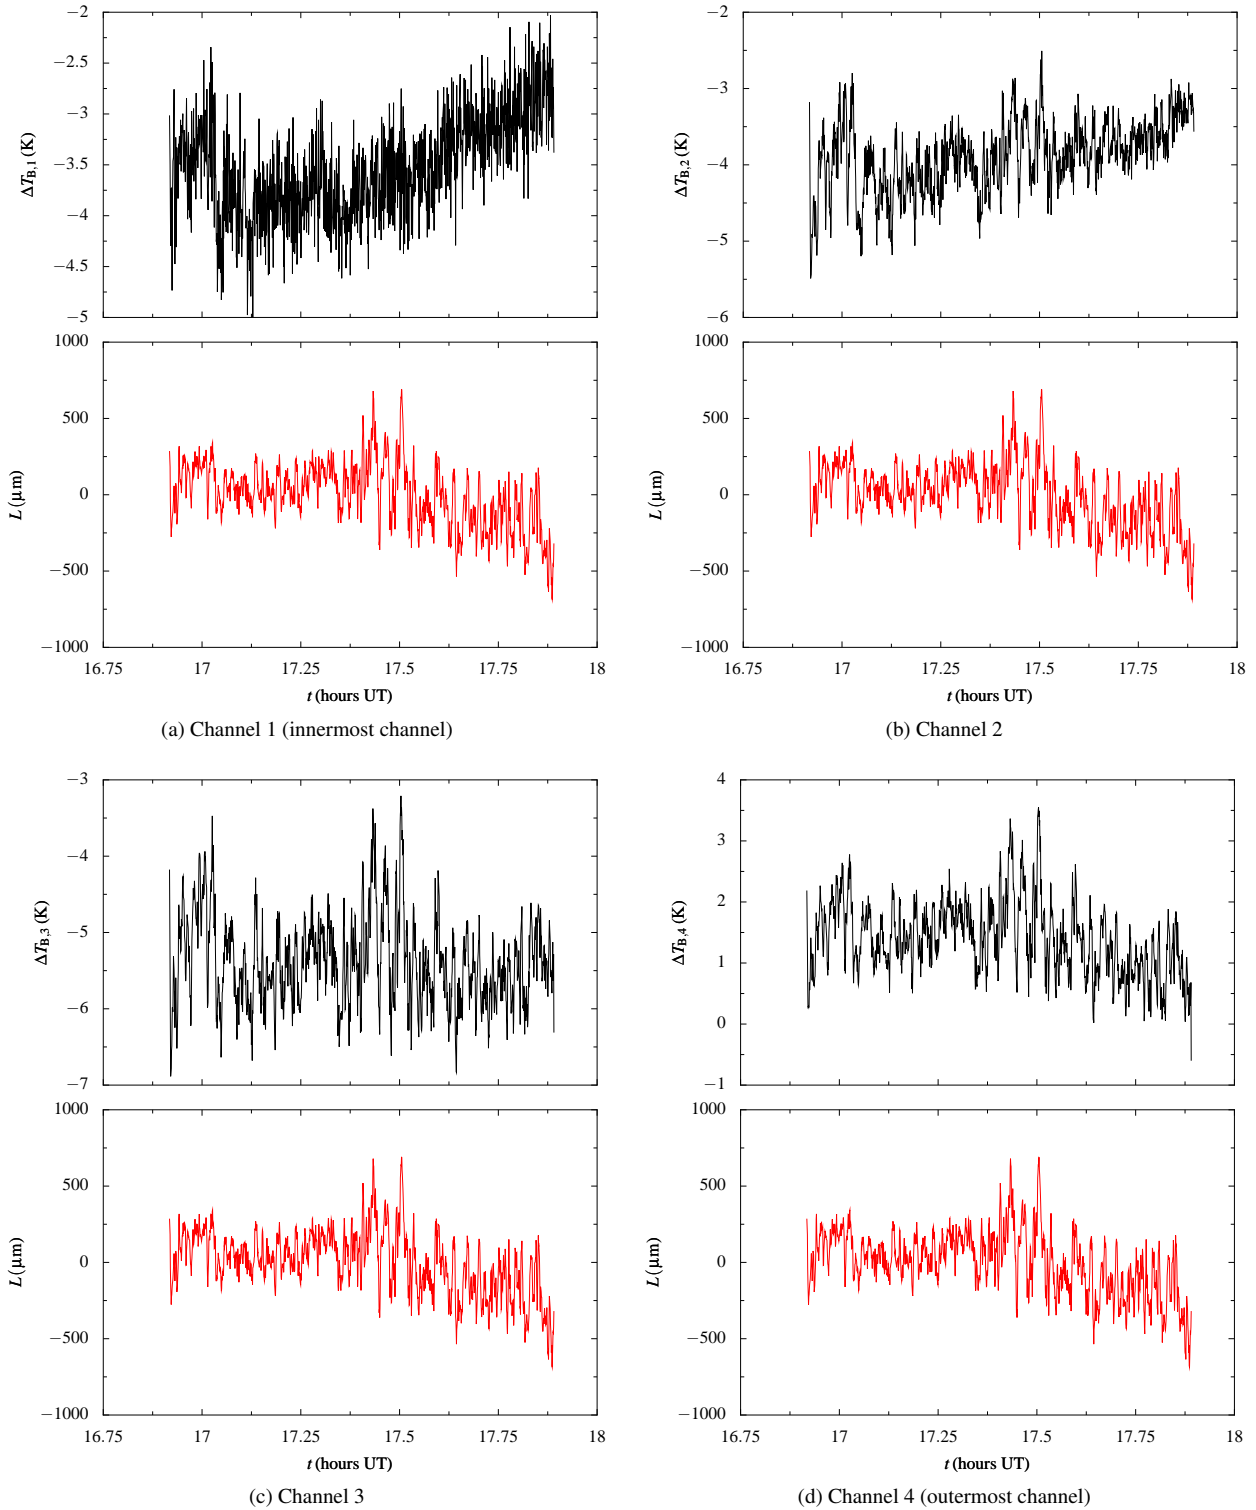 −2
−2.5
−3
−3.5
−4
−4.5
−5
ΔT_B,1 (K)
1000
500
0
−500
−1000
L (μm)
16.75 17 17.25 17.5 17.75 18
t (hours UT)
(a) Channel 1 (innermost channel)
−2
−3
−4
−5
−6
ΔT_B,2 (K)
1000
500
0
−500
−1000
L (μm)
16.75 17 17.25 17.5 17.75 18
t (hours UT)
(b) Channel 2
−3
−4
−5
−6
−7
ΔT_B,3 (K)
1000
500
0
−500
−1000
L (μm)
16.75 17 17.25 17.5 17.75 18
t (hours UT)
(c) Channel 3
4
3
2
1
0
−1
ΔT_B,4 (K)
1000
500
0
−500
−1000
L (μm)
16.75 17 17.25 17.5 17.75 18
t (hours UT)
(d) Channel 4 (outermost channel)